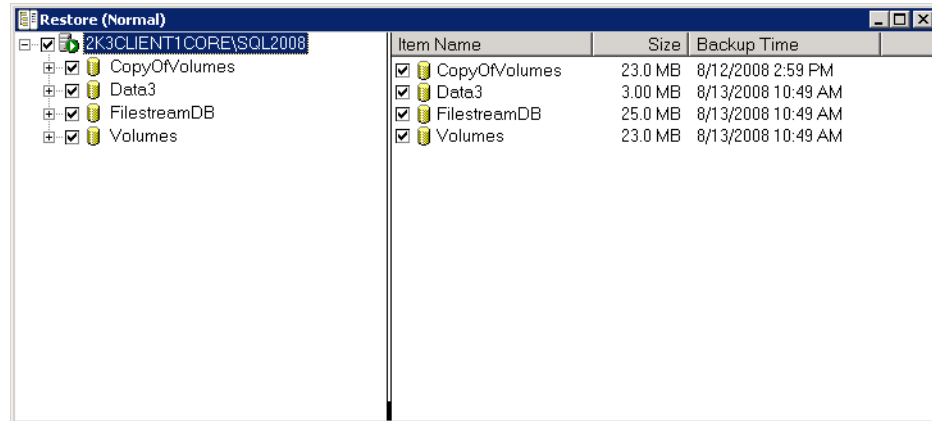 Restore (Normal)
2K3CLIENT1CORE\SQL2008
CopyOfVolumes
Data3
FilestreamDB
Volumes
Item Name Size Backup Time
CopyOfVolumes 23.0 MB 8/12/2008 2:59 PM
Data3 3.00 MB 8/13/2008 10:49 AM
FilestreamDB 25.0 MB 8/13/2008 10:49 AM
Volumes 23.0 MB 8/13/2008 10:49 AM